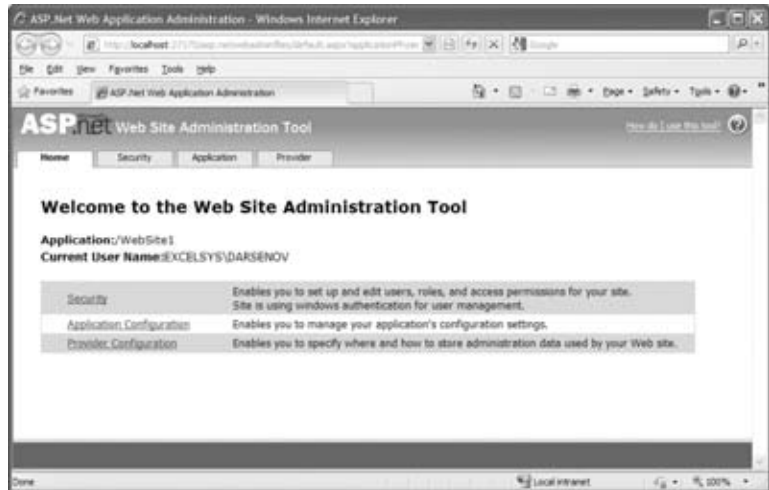 ASP.Net Web Application Administration - Windows Internet Explorer
localhost
Google
File Edit View Favorites Tools Help
Favorites ASP.Net Web Application Administration Page Safety Tools
ASP.net Web Site Administration Tool How do I use this tool?
Home Security Application Provider
Welcome to the Web Site Administration Tool
Application:/WebSite1
Current User Name:EXCELSYS\DARSENOV
Security Enables you to set up and edit users, roles, and access permissions for your site.
Site is using windows authentication for user management.
Application Configuration Enables you to manage your application's configuration settings.
Provider Configuration Enables you to specify where and how to store administration data used by your Web site.
Done Local intranet 100%